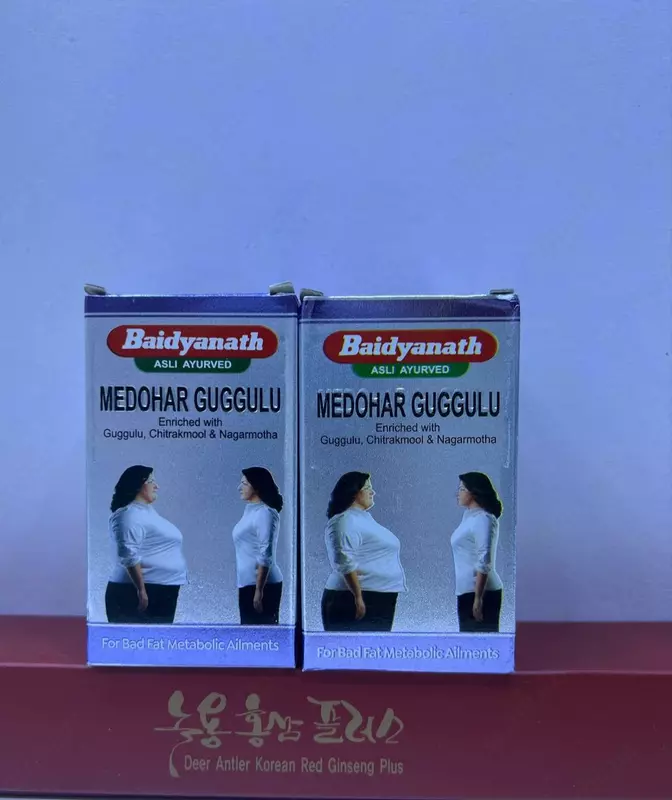 Baidyanath
ASLI AYURVED
MEDOHAR GUGGULU
Enriched with
Guggulu, Chitrakmool & Nagarmotha
For Bad Fat Metabolic Ailments
Baidyanath
ASLI AYURVED
MEDOHAR GUGGULU
Enriched with
Guggulu, Chitrakmool & Nagarmotha
For Bad Fat Metabolic Ailments
녹용 홍삼 플러스
Deer Antler Korean Red Ginseng Plus